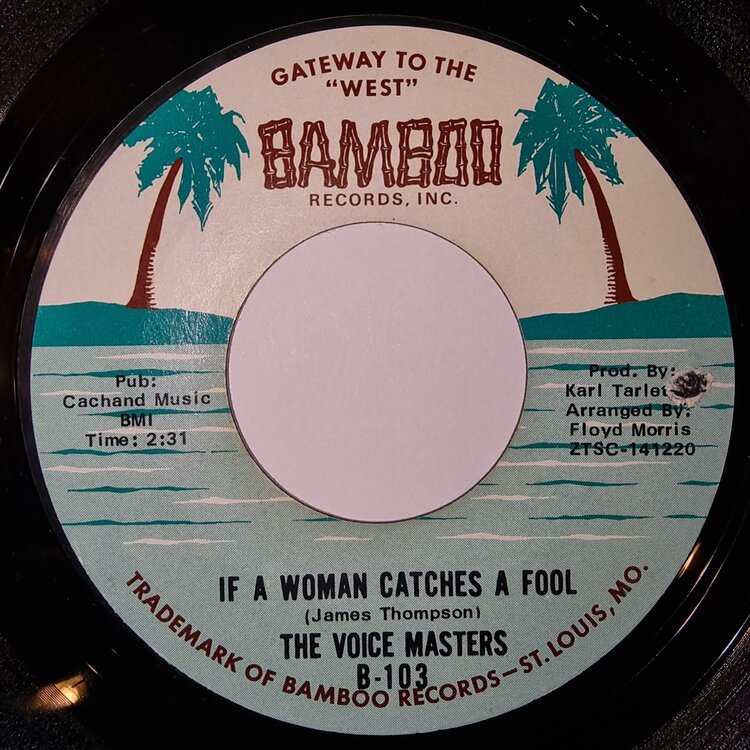 GATEWAY TO THE
"WEST"
BAMBOO
RECORDS, INC.
Pub:
Cachand Music
BMI
Time: 2:31
Prod. By:
Karl
Arranged By:
Floyd Morris
ZTSC-141220
IF A WOMAN CATCHES A FOOL
(James Thompson)
THE VOICE MASTERS
B-103
TRADEMARK OF BAMBOO RECORDS—ST. LOUIS, MO.